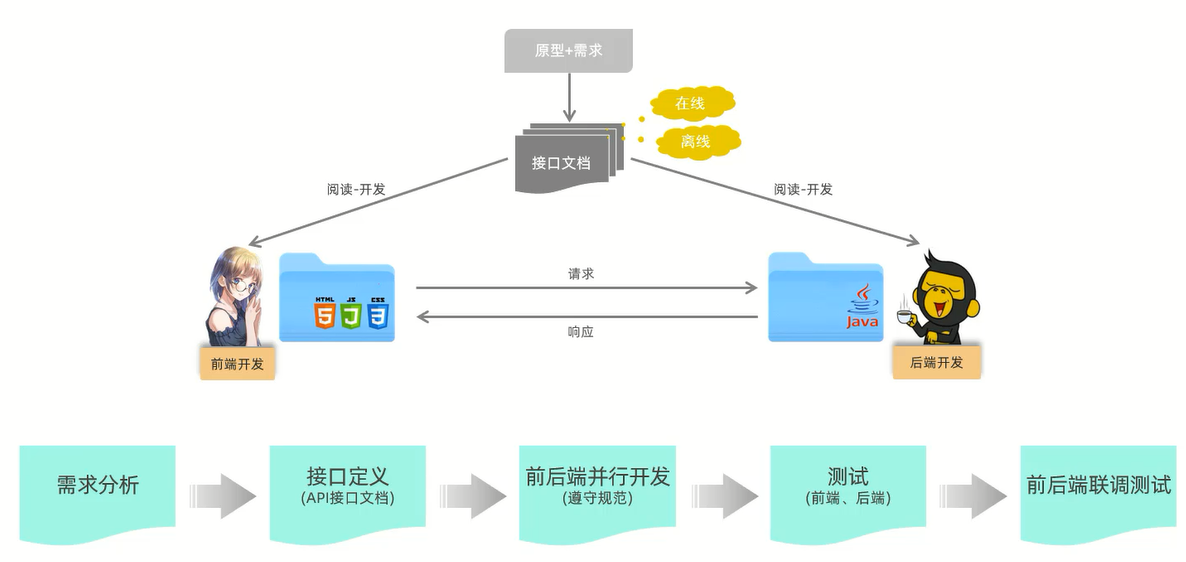 原型+需求
在线
离线
接口文档
阅读-开发
阅读-开发
请求
响应
HTML
5
JS
J
CSS
3
Java
前端开发
后端开发
需求分析
接口定义
(API接口文档)
前后端并行开发
(遵守规范)
测试
(前端、后端)
前后端联调测试